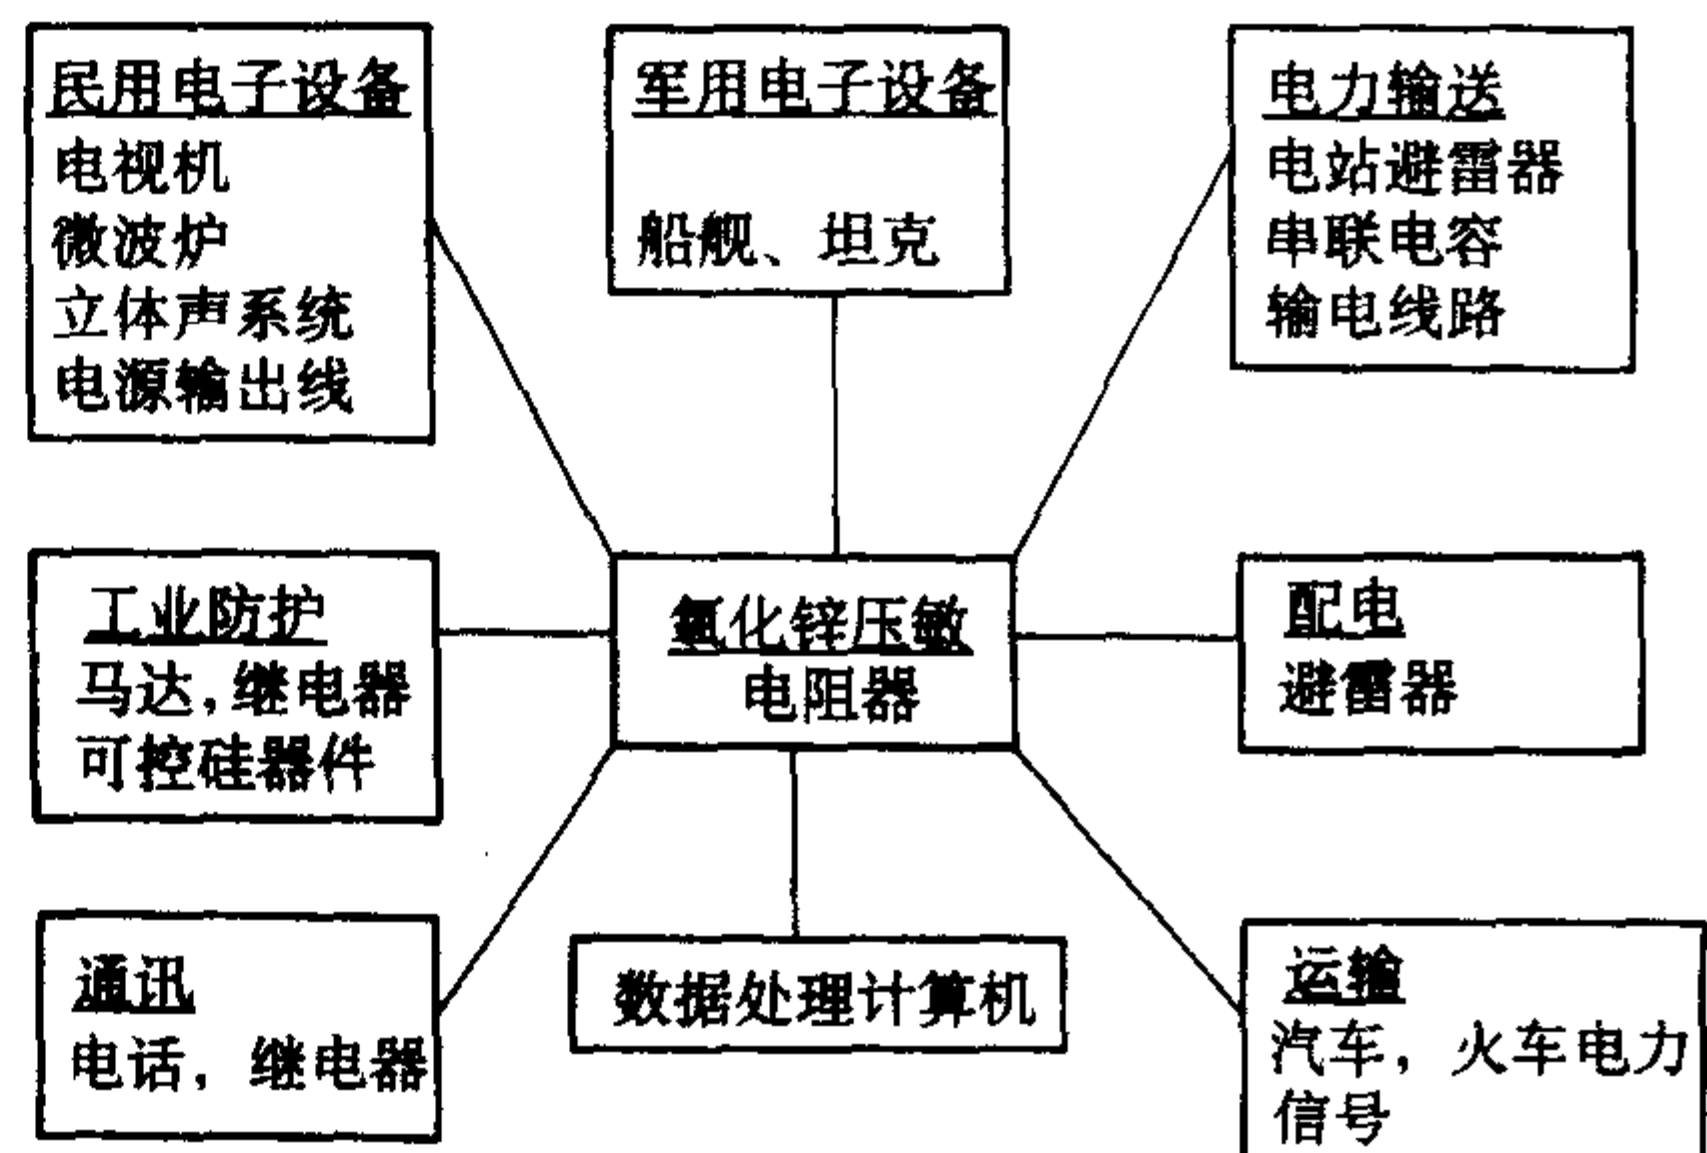 民用电子设备
电视机
微波炉
立体声系统
电源输出线
军用电子设备
船舰、坦克
电力输送
电站避雷器
串联电容
输电线路
工业防护
马达,继电器
可控硅器件
氧化锌压敏
电阻器
配电
避雷器
通讯
电话，继电器
数据处理计算机
运输
汽车，火车电力
信号